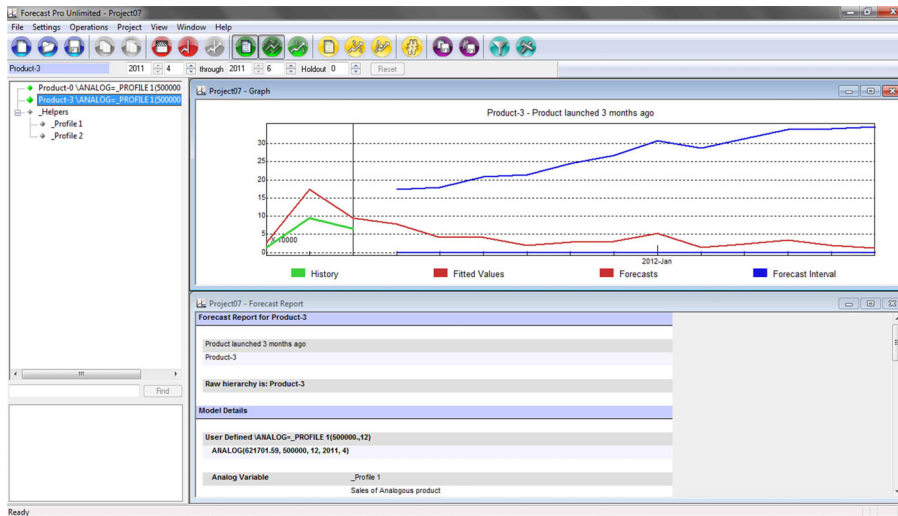 Forecast Pro Unlimited - Project07
File Settings Operations Project View Window Help
Product-3 2011 4 through 2011 6 Holdout 0 Reset
Product-0 \ANALOG=_PROFILE 1(500000
Product-3 \ANALOG=_PROFILE 1(500000
_Helpers
_Profile 1
_Profile 2
Find
Project07 - Graph
Product-3 - Product launched 3 months ago
30
25
20
15
10
5
0
X 10000
2012-Jan
History Fitted Values Forecasts Forecast Interval
Project07 - Forecast Report
Forecast Report for Product-3
Product launched 3 months ago
Product-3
Raw hierarchy is: Product-3
Model Details
User Defined \ANALOG=_PROFILE 1(500000.,12)
ANALOG(621701.59, 500000, 12, 2011, 4)
Analog Variable _Profile 1
Sales of Analogous product
Ready